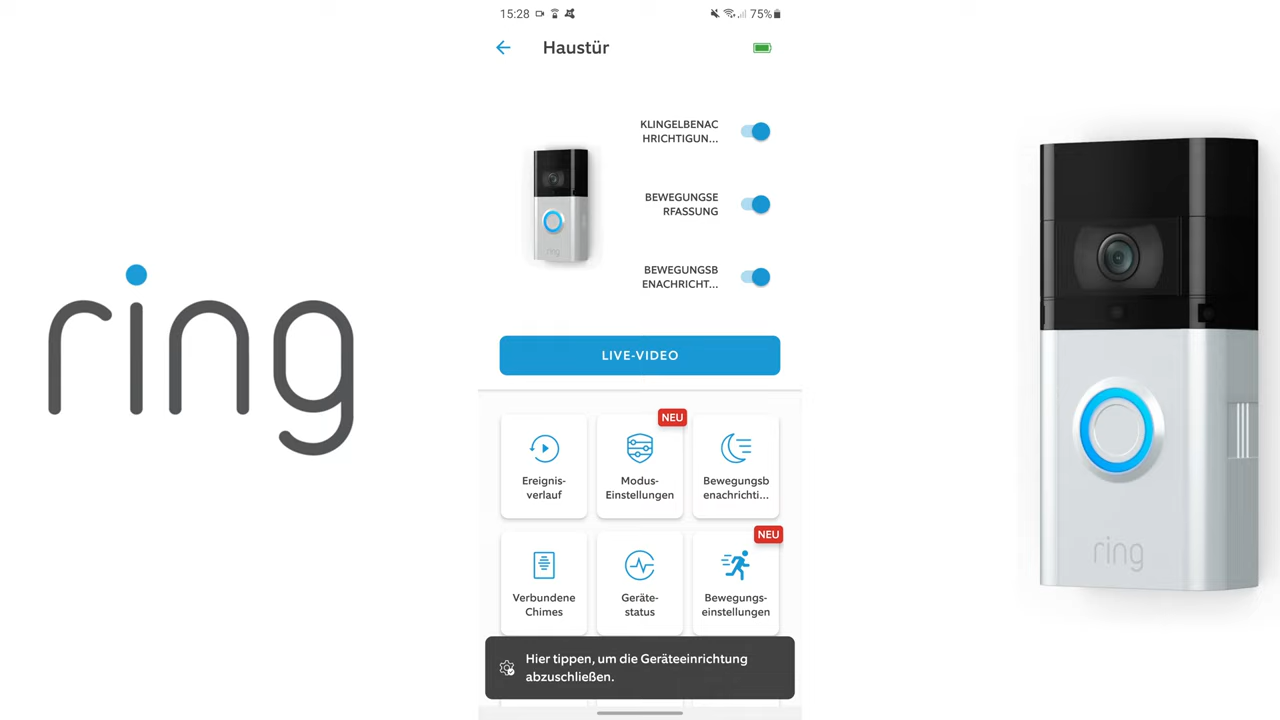 15:28
75%
Haustür
KLINGELBENAC
HRICHTIGUN...
BEWEGUNGSE
RFASSUNG
BEWEGUNGSB
ENACHRICHT...
ring
ring
LIVE-VIDEO
NEU
Ereignis-
verlauf
Modus-
Einstellungen
Bewegungsb
enachrichti...
NEU
Verbundene
Chimes
Geräte-
status
Bewegungs-
einstellungen
ring
Hier tippen, um die Geräteeinrichtung
abzuschließen.